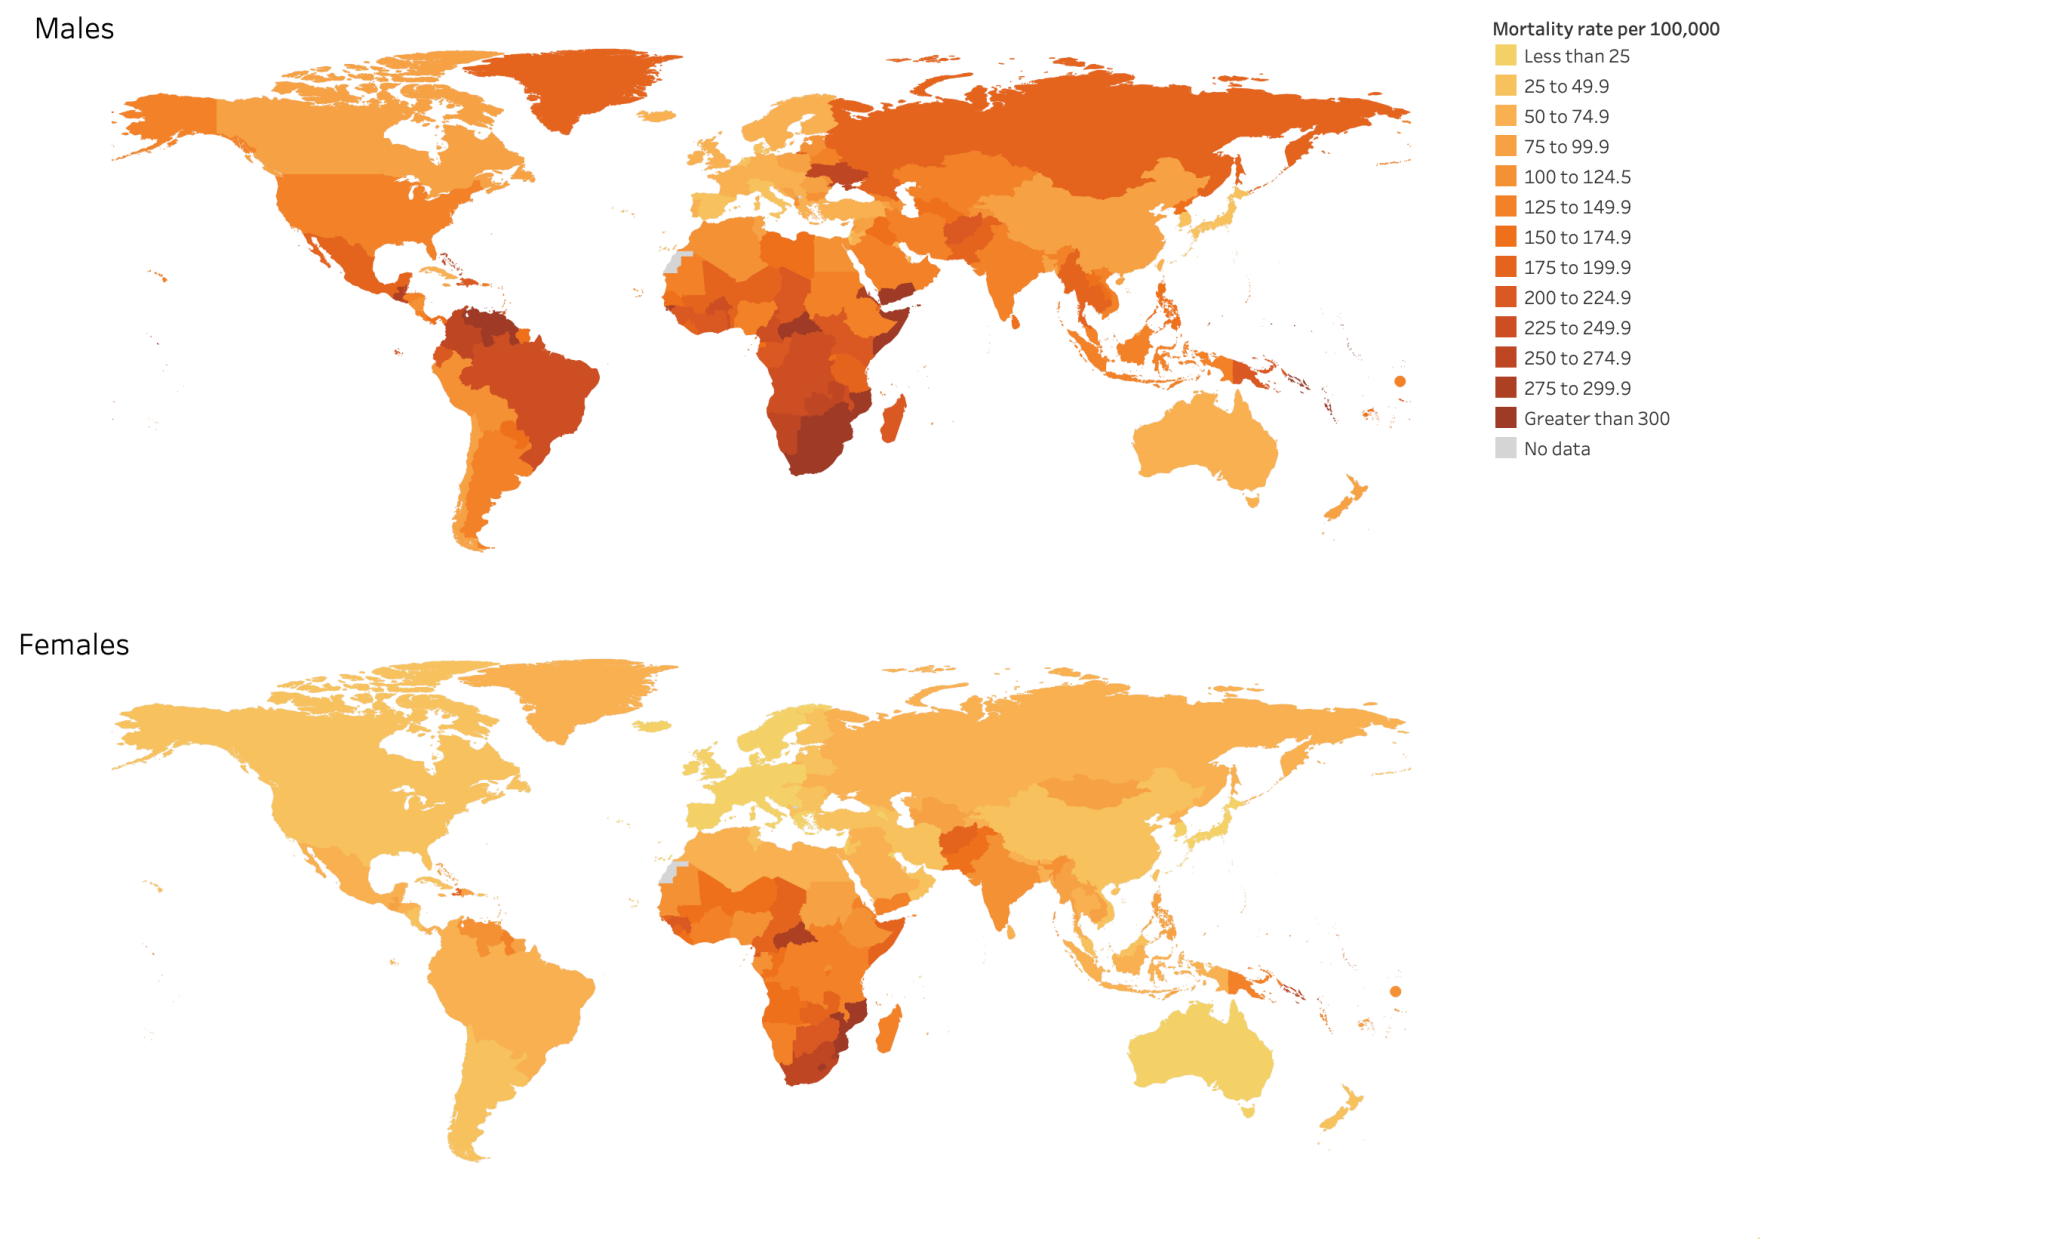 Males
Mortality rate per 100,000
Less than 25
25 to 49.9
50 to 74.9
75 to 99.9
100 to 124.5
125 to 149.9
150 to 174.9
175 to 199.9
200 to 224.9
225 to 249.9
250 to 274.9
275 to 299.9
Greater than 300
No data
Females